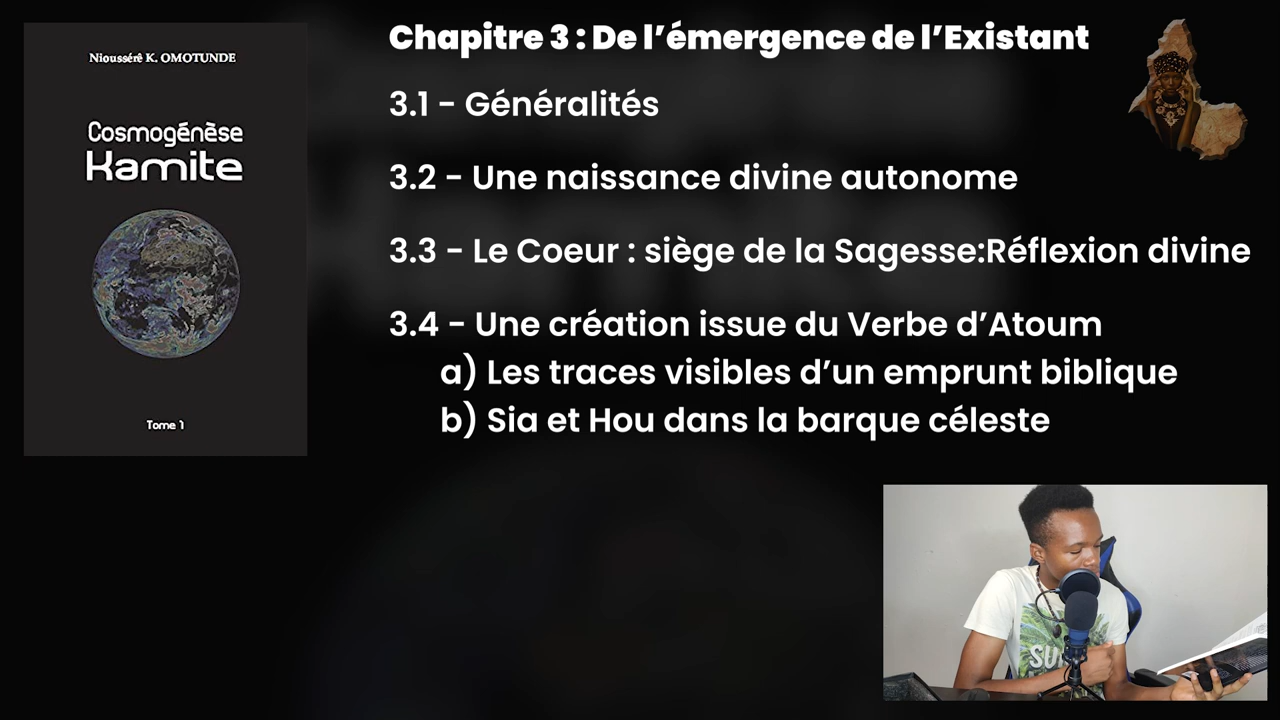 Nioussérê K. OMOTUNDE
Cosmogénèse
Kamite
Tome 1
Chapitre 3 : De l’émergence de l’Existant
3.1 – Généralités
3.2 – Une naissance divine autonome
3.3 – Le Coeur : siège de la Sagesse:Réflexion divine
3.4 – Une création issue du Verbe d’Atoum
a) Les traces visibles d’un emprunt biblique
b) Sia et Hou dans la barque céleste